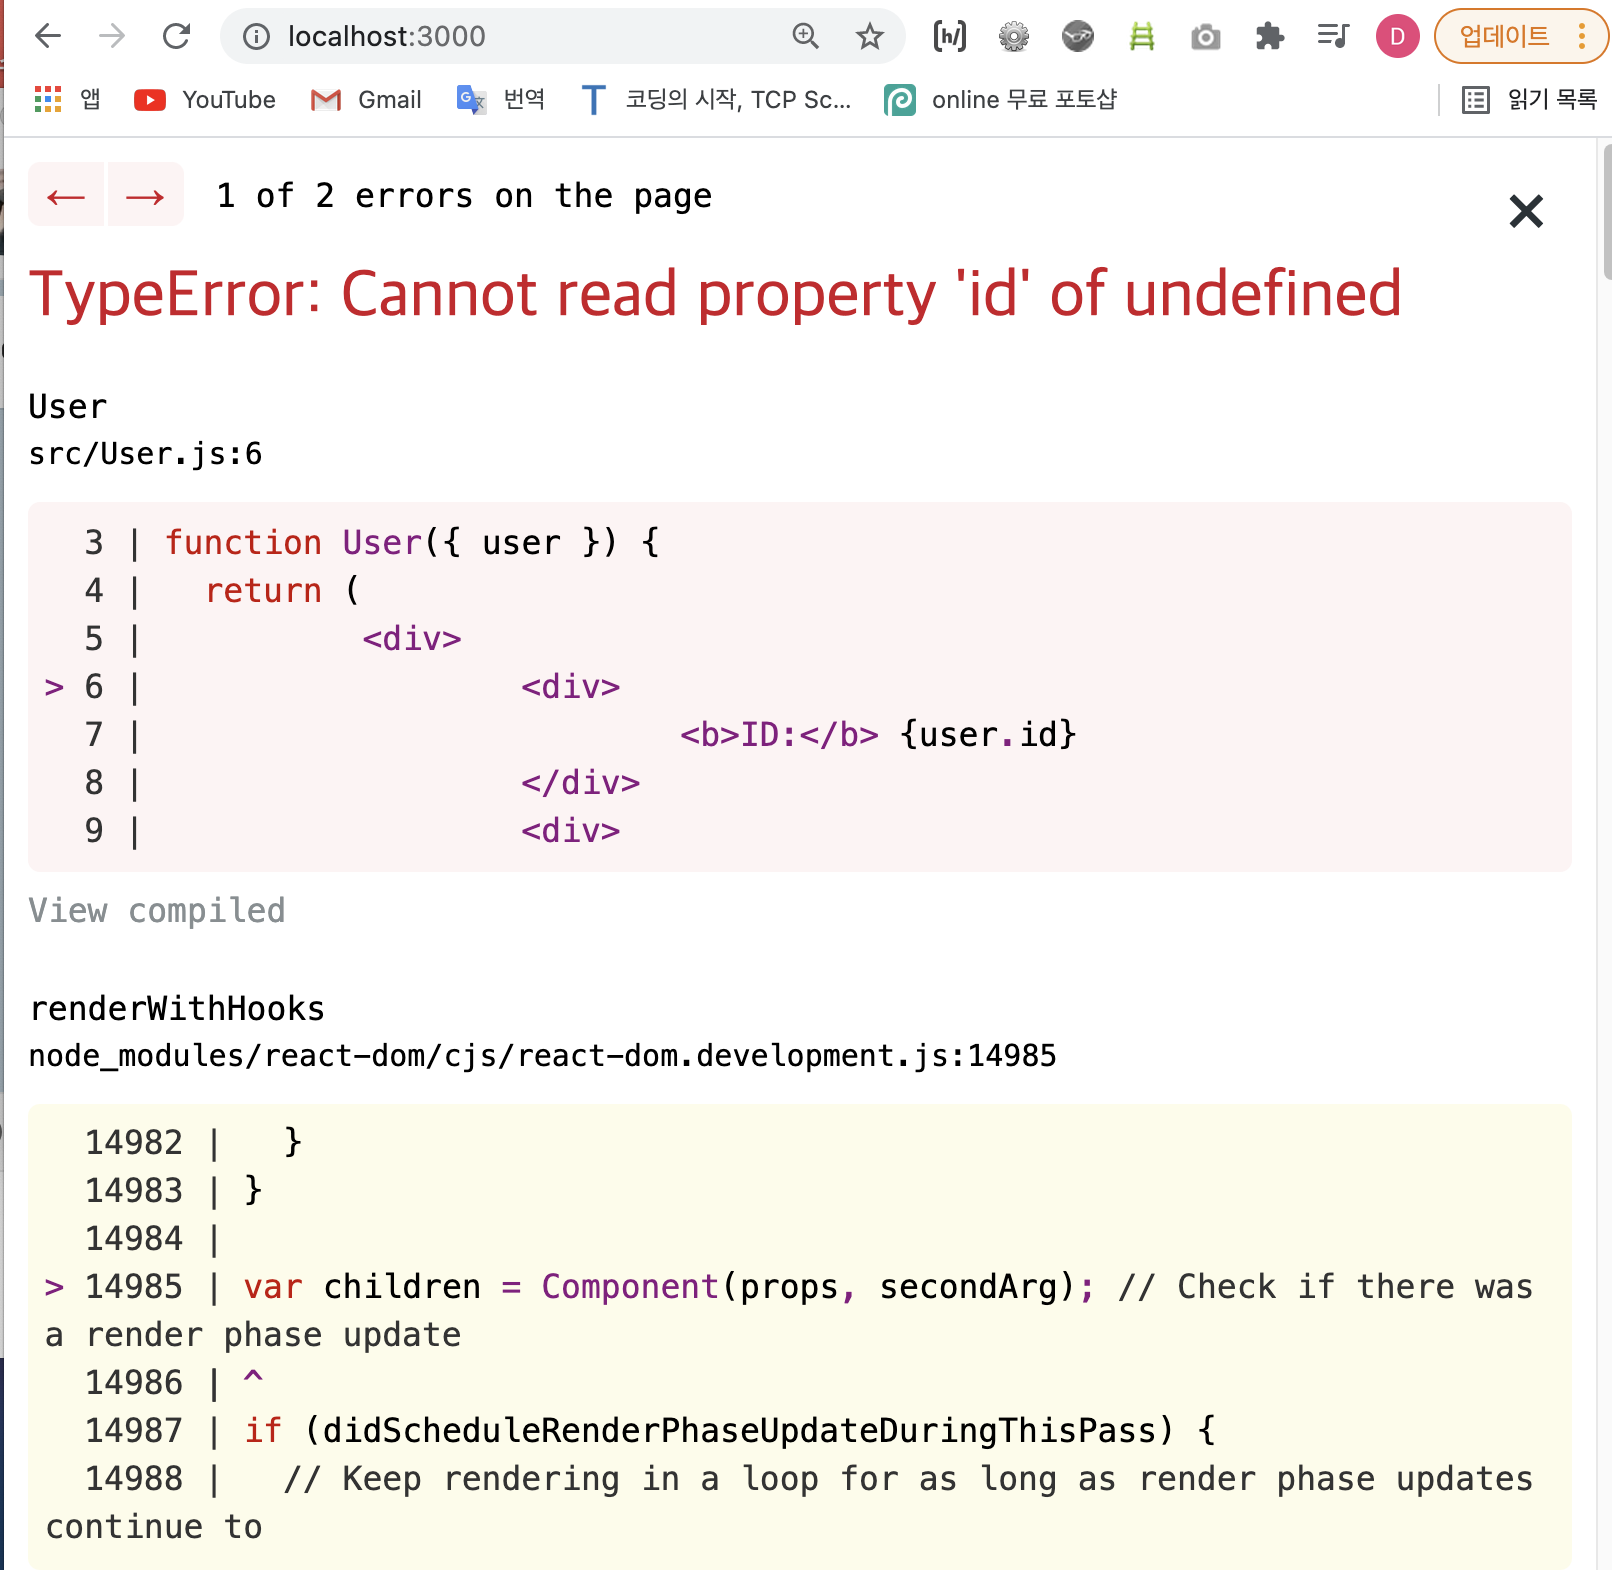 localhost:3000
[h/]
D
업데이트
앱
YouTube
Gmail
번역
코딩의 시작, TCP Sc...
online 무료 포토샵
읽기 목록
← → 1 of 2 errors on the page
TypeError: Cannot read property 'id' of undefined
User
src/User.js:6
3 | function User({ user }) {
4 |   return (
5 |           <div>
> 6 |                   <div>
7 |                           <b>ID:</b> {user.id}
8 |                   </div>
9 |                   <div>
View compiled
renderWithHooks
node_modules/react-dom/cjs/react-dom.development.js:14985
14982 |   }
14983 | }
14984 |
> 14985 | var children = Component(props, secondArg); // Check if there was
a render phase update
14986 | ^
14987 | if (didScheduleRenderPhaseUpdateDuringThisPass) {
14988 |   // Keep rendering in a loop for as long as render phase updates
continue to